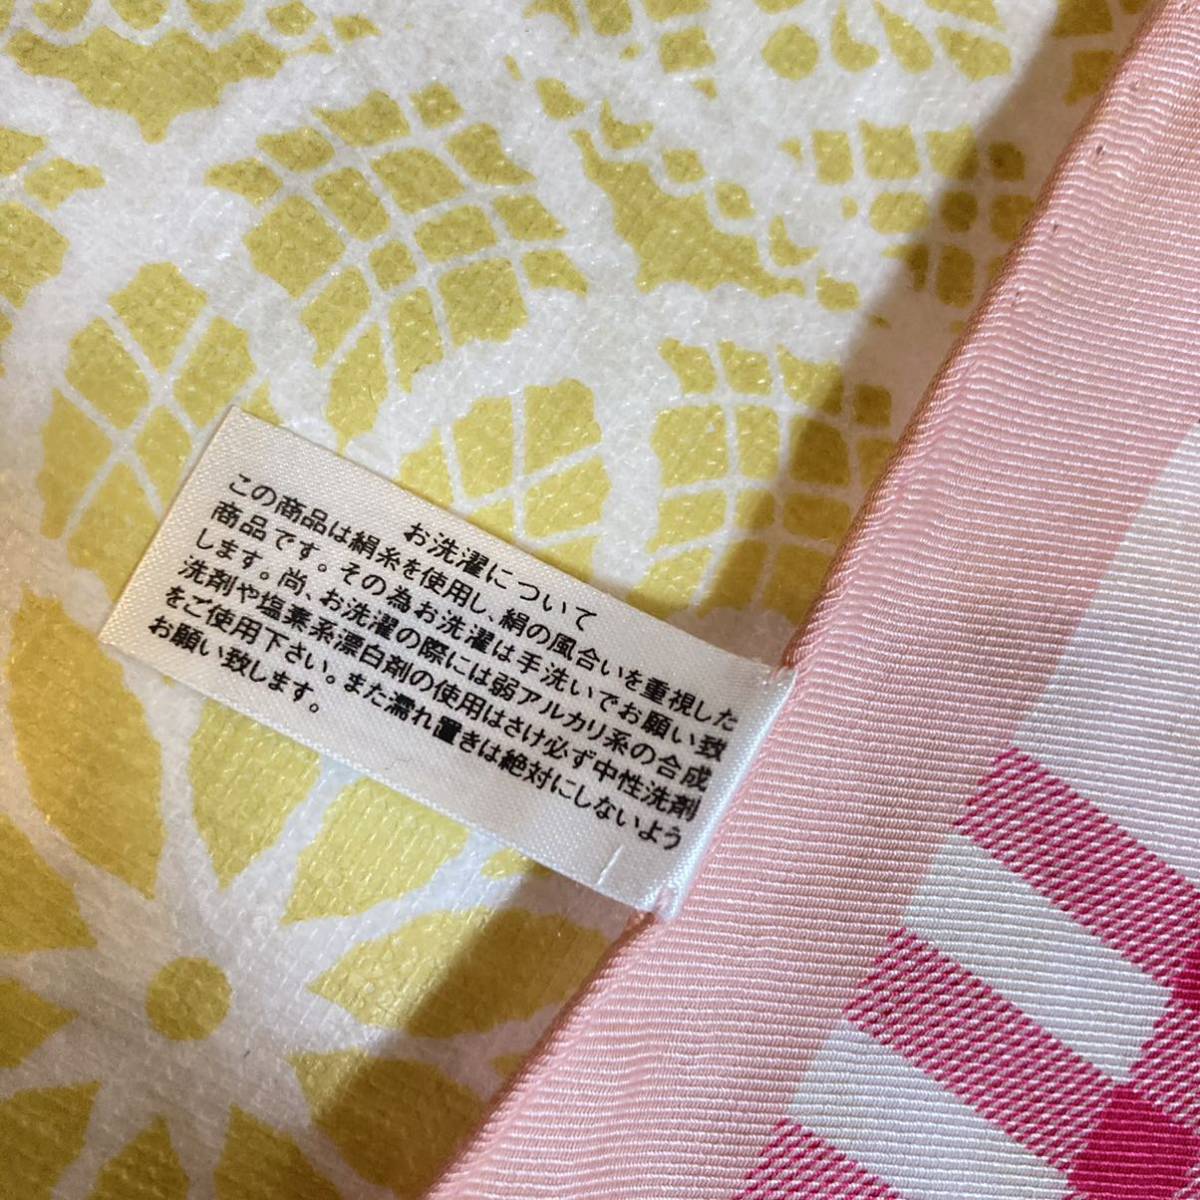 お洗濯について
この商品は絹糸を使用し、絹の風合いを重視した
商品です。その為お洗濯は手洗いでお願い致
します。尚、お洗濯の際には弱アルカリ系の合成
洗剤や塩素系漂白剤の使用はさけ必ず中性洗剤
をご使用下さい。また濡れ置きは絶対にしないよう
お願い致します。